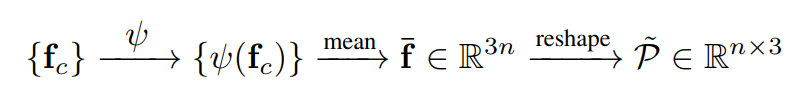 {f_c} —ψ→ {ψ(f_c)} —mean→ f̄ ∈ ℝ^{3n} —reshape→ 𝒫̃ ∈ ℝ^{n×3}